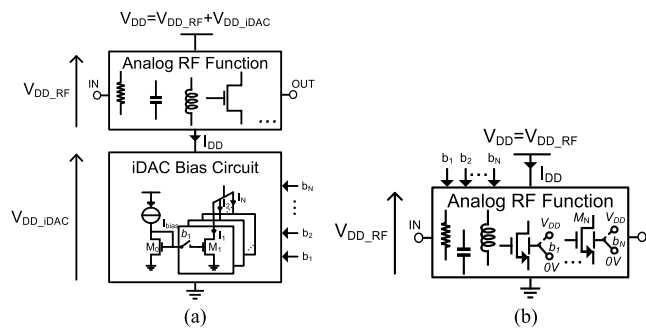 V_DD=V_DD_RF+V_DD_iDAC
Analog RF Function
V_DD_RF
IN
OUT
...
I_DD
iDAC Bias Circuit
V_DD_iDAC
I_bias
I_2
I_N
I_1
b_1
M_0
M_1
b_N
b_2
b_1
(a)
V_DD=V_DD_RF
b_1 b_2 ... b_N
I_DD
Analog RF Function
V_DD_RF
IN
V_DD
b_1
0V
...
M_N
V_DD
b_N
0V
(b)